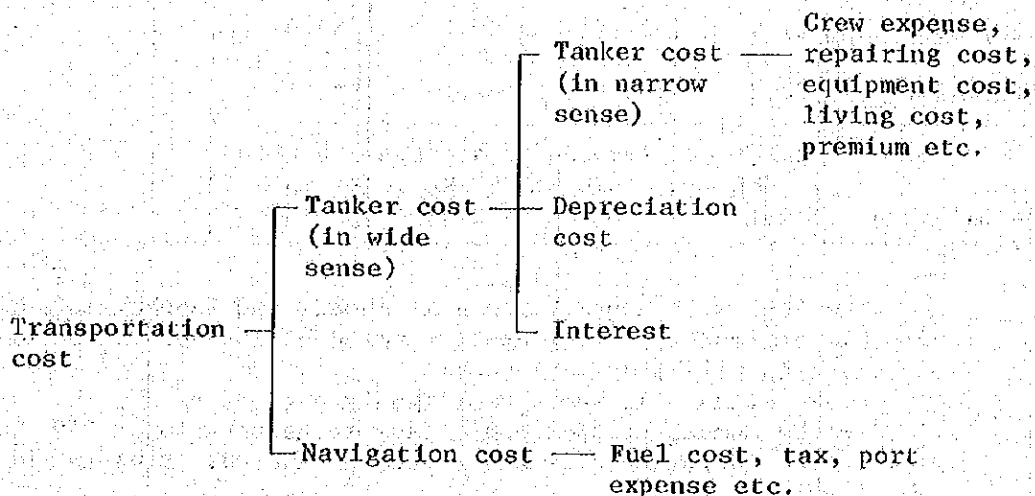 Crew expense,
Tanker cost
repairing cost,
(in narrow
equipment cost,
sense)
living cost,
premium etc.
Tanker cost
Depreciation
(in wide
cost
sense)
Transportation
Interest
cost
Navigation cost
Fuel cost, tax, port
expense etc.